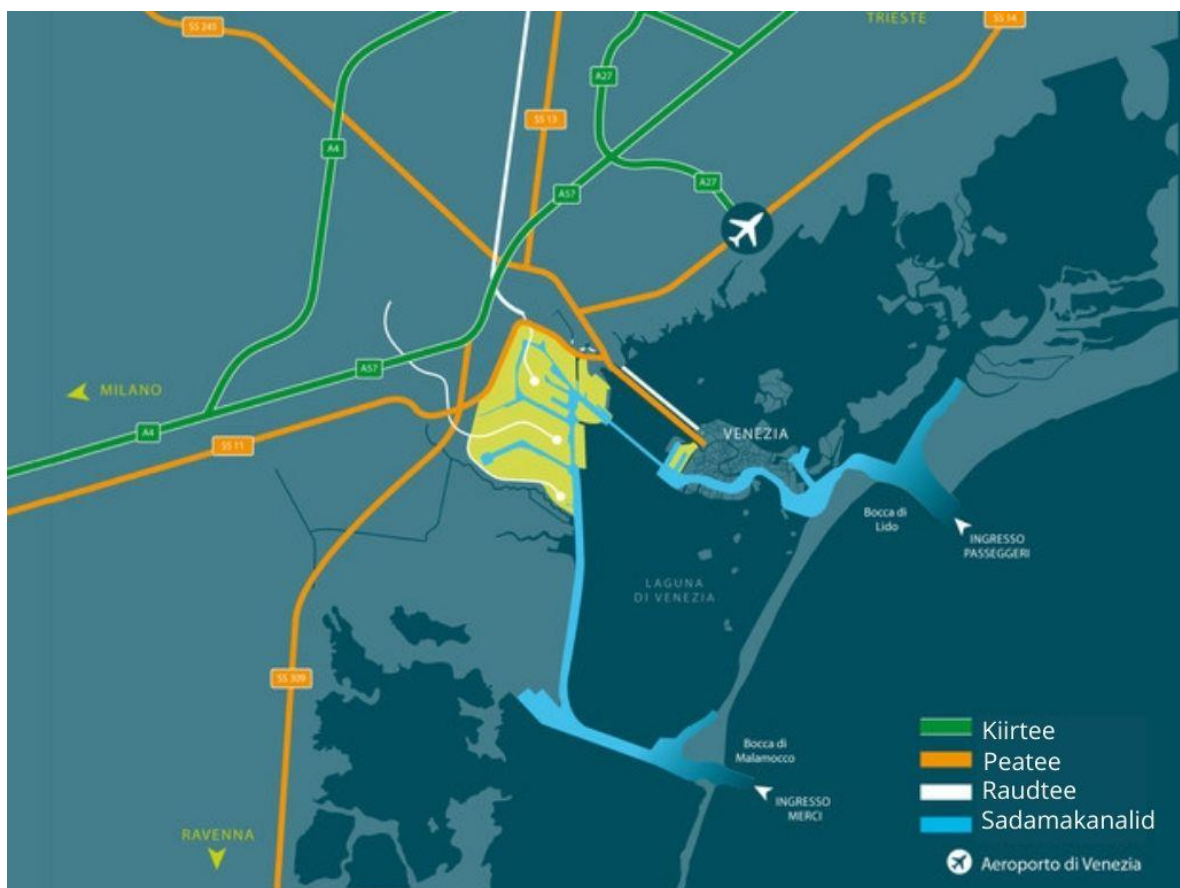 TRIESTE
SS 245
SS 14
A27
SS 13
A4
A27
A57
A57
MILANO
A4
SS 11
VENEZIA
Bocca di
Lido
INGRESSO
PASSEGGERI
LAGUNA
DI VENEZIA
SS 309
Bocca di
Malamocco
INGRESSO
MERCI
RAVENNA
Kiirtee
Peatee
Raudtee
Sadamakanalid
Aeroporto di Venezia